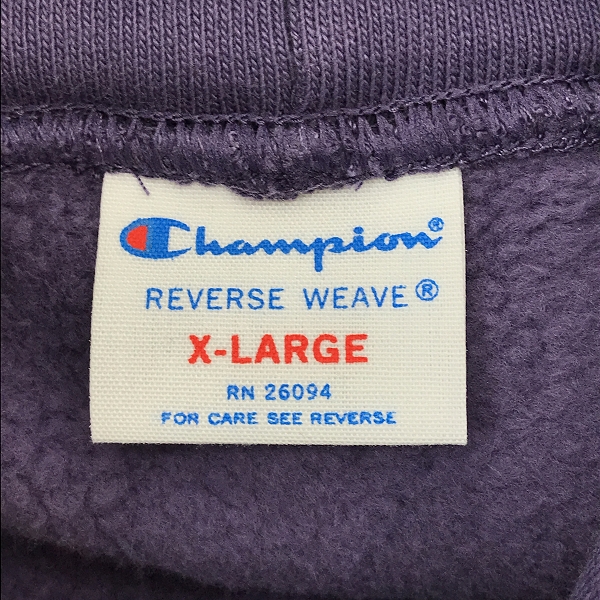 Champion®
REVERSE WEAVE®
X-LARGE
RN 26094
FOR CARE SEE REVERSE